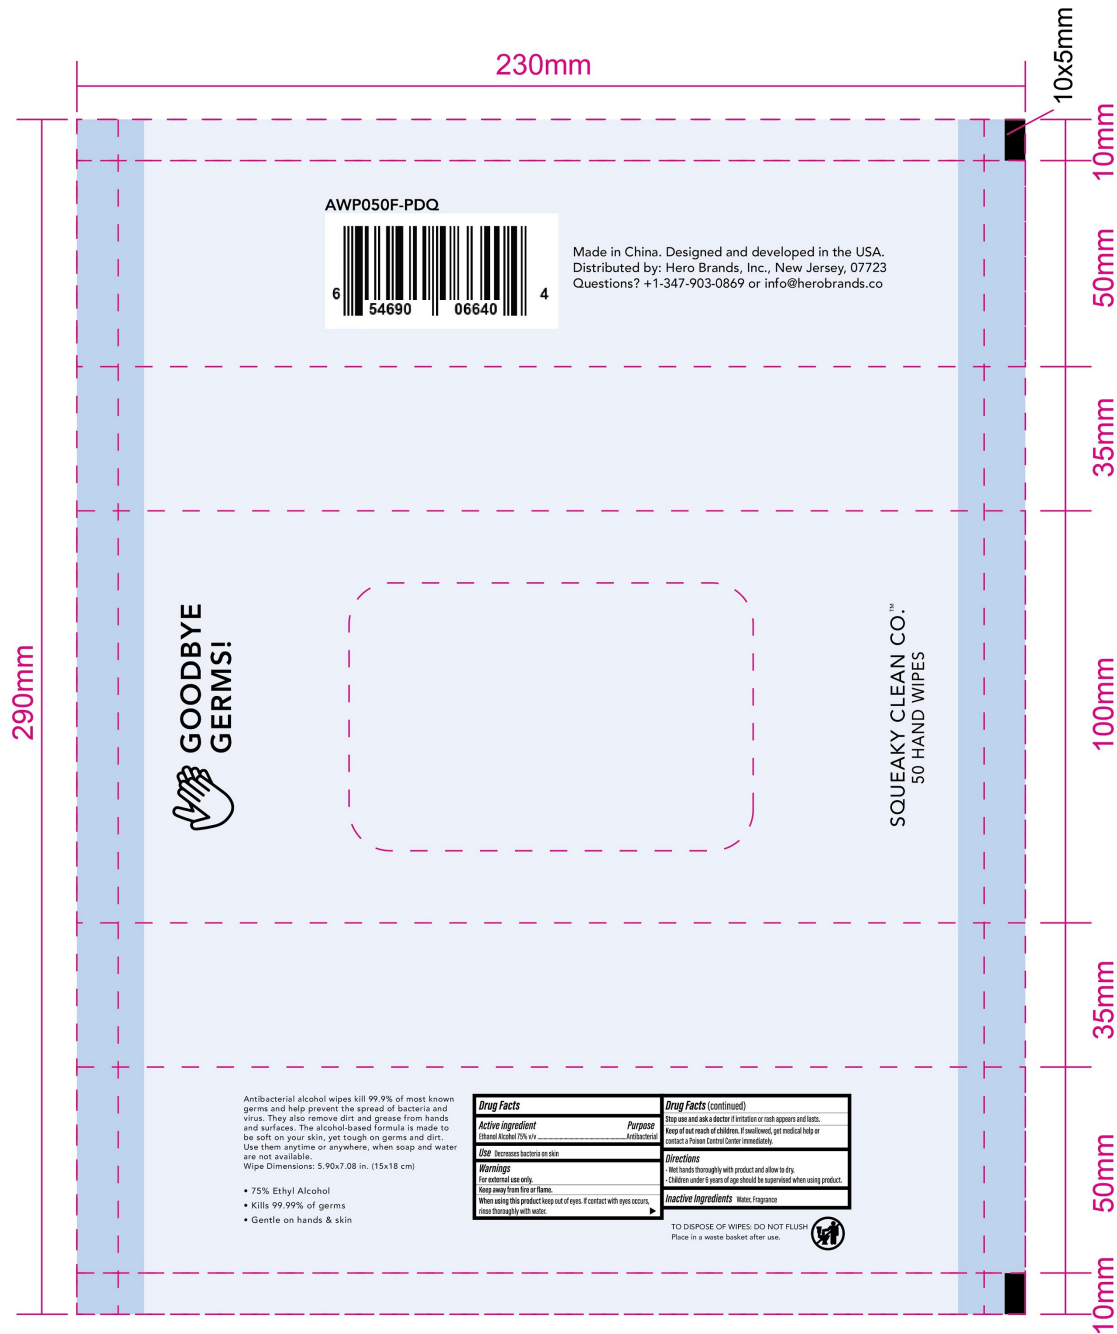 230mm
10x5mm
10mm
50mm
35mm
100mm
35mm
50mm
10mm
290mm
AWP050F-PDQ
6 54690 06640 4
Made in China. Designed and developed in the USA.
Distributed by: Hero Brands, Inc., New Jersey, 07723
Questions? +1-347-903-0869 or info@herobrands.co
GOODBYE
GERMS!
SQUEAKY CLEAN CO.™
50 HAND WIPES
Antibacterial alcohol wipes kill 99.9% of most known
germs and help prevent the spread of bacteria and
virus. They also remove dirt and grease from hands
and surfaces. The alcohol-based formula is made to
be soft on your skin, yet tough on germs and dirt.
Use them anytime or anywhere, when soap and water
are not available.
Wipe Dimensions: 5.90x7.08 in. (15x18 cm)
• 75% Ethyl Alcohol
• Kills 99.99% of germs
• Gentle on hands & skin
Drug Facts
Active ingredient Purpose
Ethanol Alcohol 75% v/v ........ Antibacterial
Use Decreases bacteria on skin
Warnings
For external use only.
Keep away from fire or flame.
When using this product keep out of eyes. If contact with eyes occurs,
rinse thoroughly with water.
Drug Facts (continued)
Stop use and ask a doctor if irritation or rash appears and lasts.
Keep of out reach of children. If swallowed, get medical help or
contact a Poison Control Center immediately.
Directions
• Wet hands thoroughly with product and allow to dry.
• Children under 6 years of age should be supervised when using product.
Inactive Ingredients Water, Fragrance
TO DISPOSE OF WIPES: DO NOT FLUSH
Place in a waste basket after use.